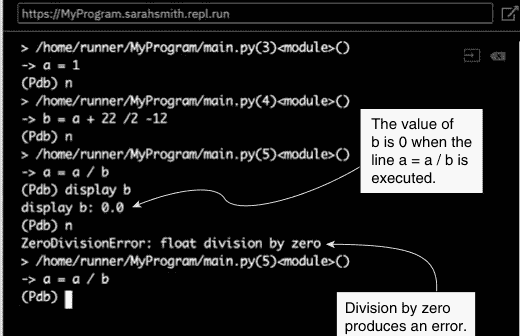 https://MyProgram.sarahsmith.repl.run
> /home/runner/MyProgram/main.py(3)<module>()
-> a = 1
(Pdb) n
> /home/runner/MyProgram/main.py(4)<module>()
-> b = a + 22 /2 -12
(Pdb) n
> /home/runner/MyProgram/main.py(5)<module>()
-> a = a / b
(Pdb) display b
display b: 0.0
(Pdb) n
ZeroDivisionError: float division by zero
> /home/runner/MyProgram/main.py(5)<module>()
-> a = a / b
(Pdb)
The value of
b is 0 when the
line a = a / b is
executed.
Division by zero
produces an error.